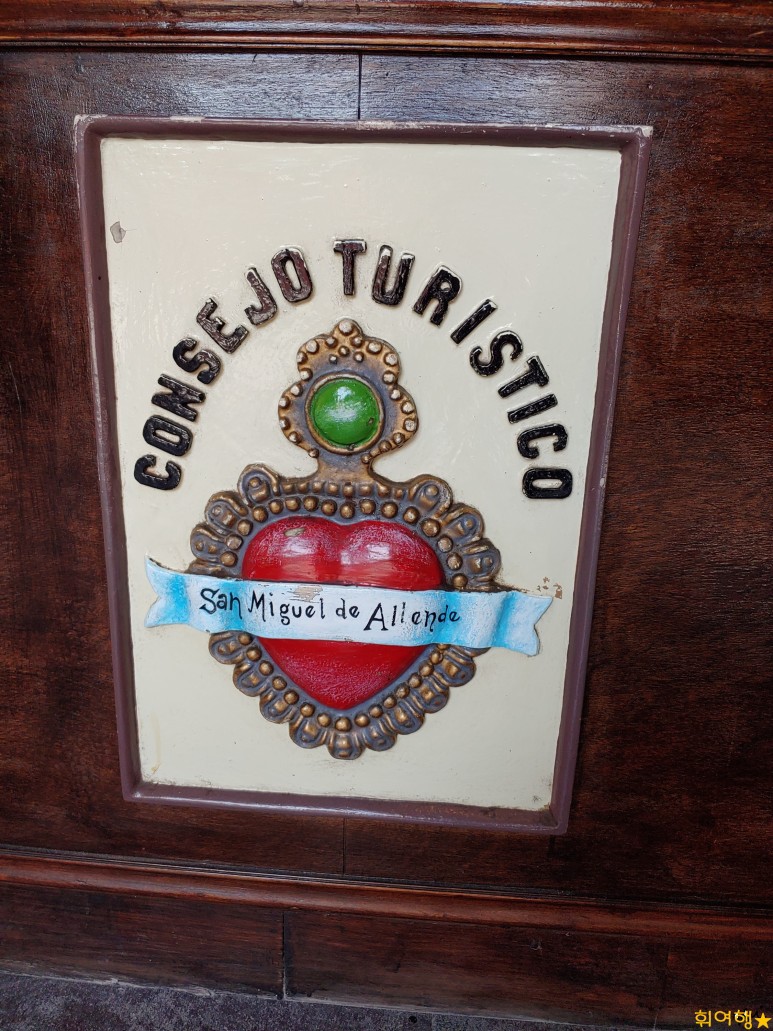 CONSEJO TURISTICO
San Miguel de Allende
휘여행★